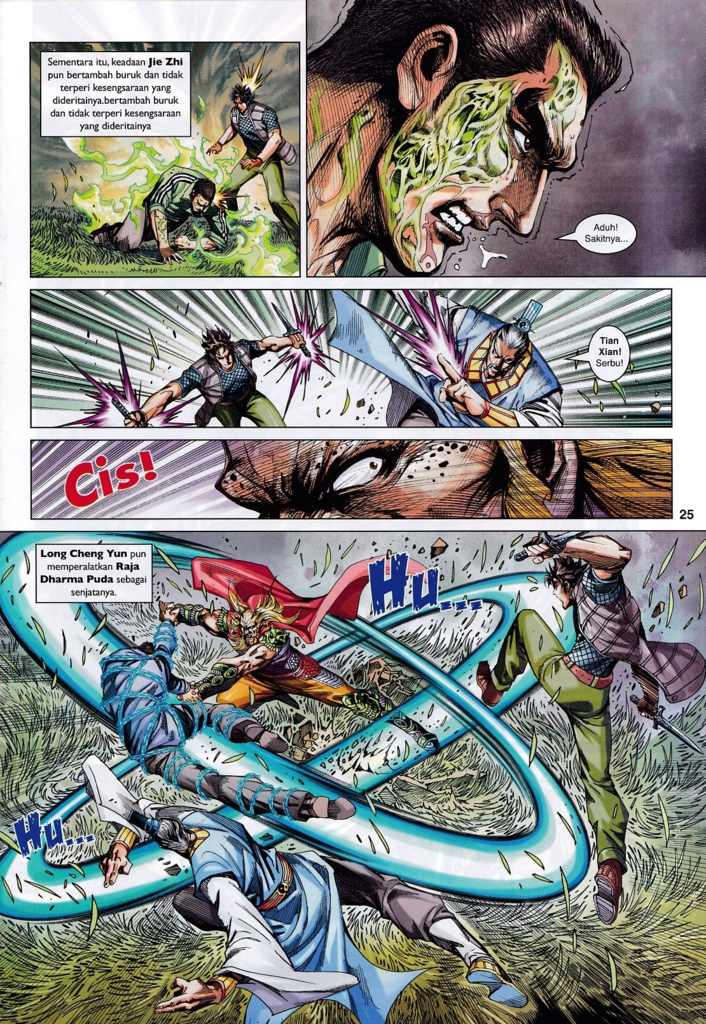 Sementara itu, keadaan Jie Zhi
pun bertambah buruk dan tidak
terperi kesengsaraan yang
dideritainya.bertambah buruk
dan tidak terperi kesengsaraan
yang dideritainya
Aduh!
Sakitnya...
Tian
Xian!
Serbu!
Cis!
25
Long Cheng Yun pun
memperalatkan Raja
Dharma Puda sebagai
senjatanya.
Hu...
Hu...